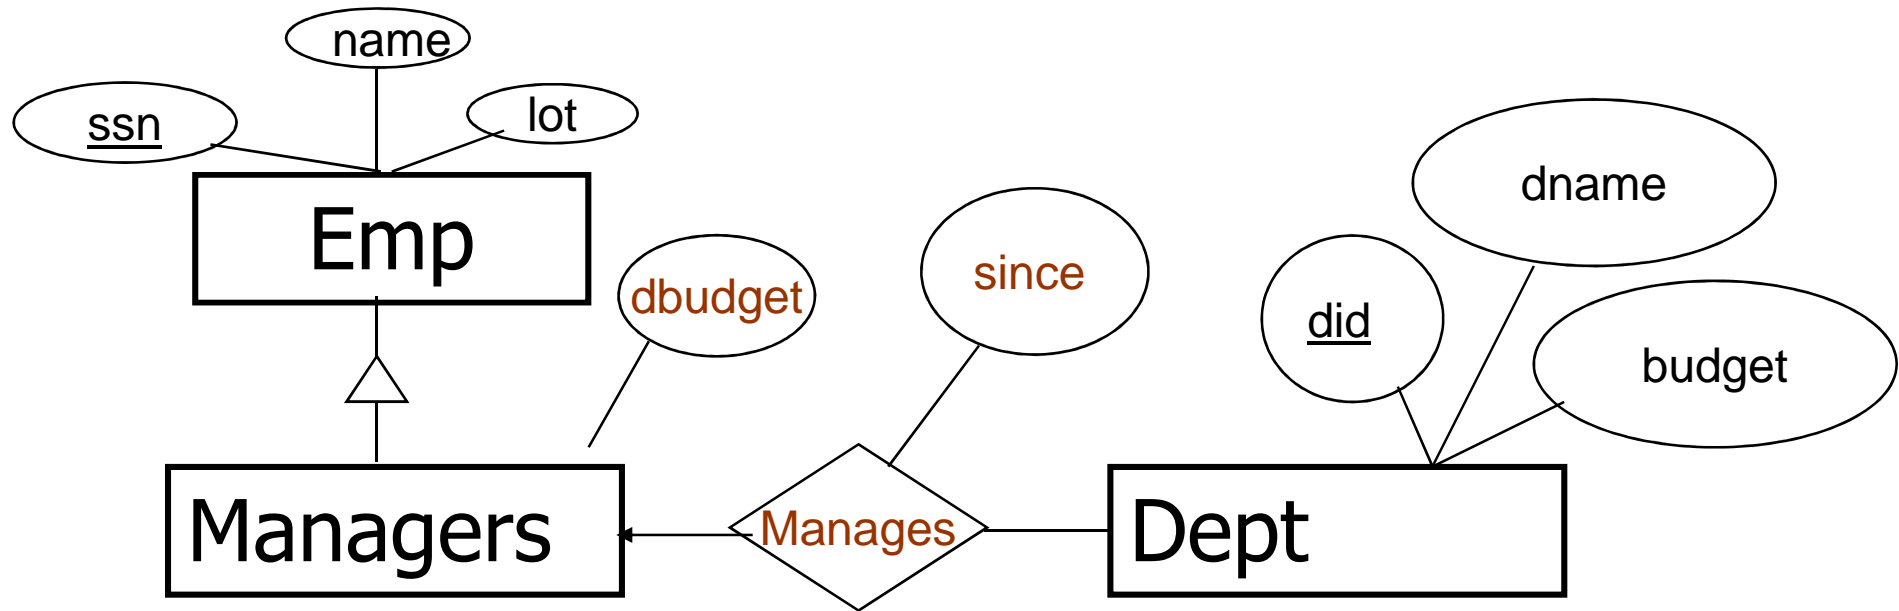 name
ssn
lot
Emp
dbudget
since
dname
did
budget
Managers
Manages
Dept